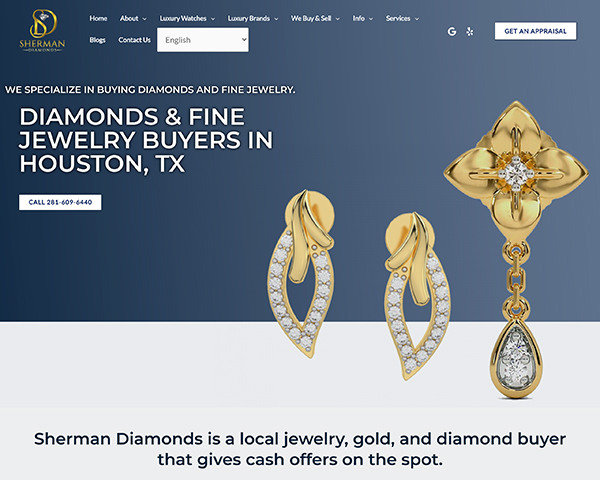 SHERMAN
DIAMONDS
Home About Luxury Watches Luxury Brands We Buy & Sell Info Services
Blogs Contact Us English
GET AN APPRAISAL
WE SPECIALIZE IN BUYING DIAMONDS AND FINE JEWELRY.
DIAMONDS & FINE
JEWELRY BUYERS IN
HOUSTON, TX
CALL 281-609-6440
Sherman Diamonds is a local jewelry, gold, and diamond buyer
that gives cash offers on the spot.